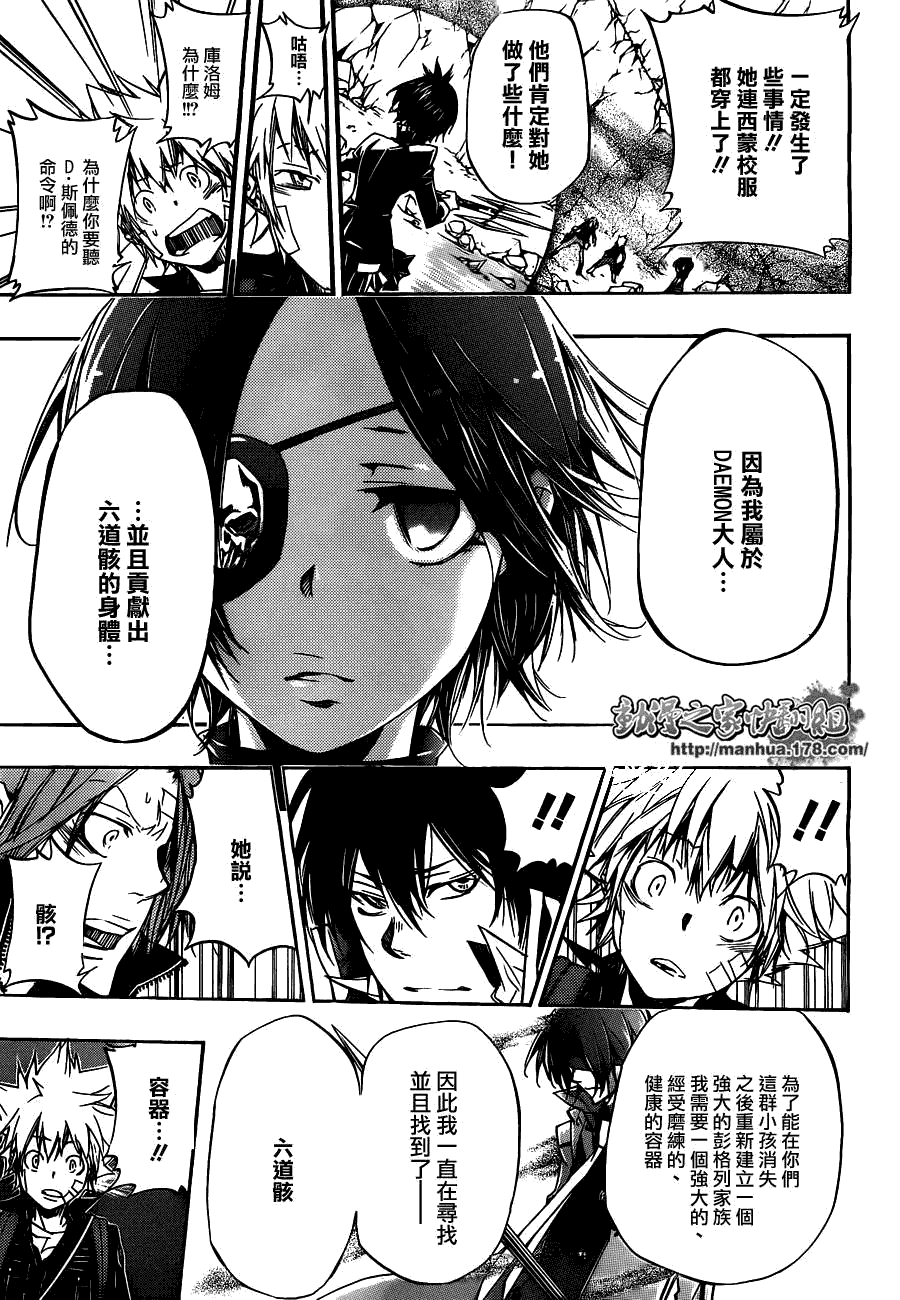 一定發生了
些事情!!
她連西蒙校服
都穿上了!!
他們肯定對她
做了些什麼！
咕唔…
庫洛姆
為什麼!!?
為什麼你要聽
D·斯佩德的
命令啊!?
因為我屬於
DAEMON大人…
…並且貢獻出
六道骸的身體…
動漫之家汉化组
http://manhua.178.com/
!!
!!
她說…
骸!?
為了能在你們
這群小孩消失
之後重新建立一個
強大的彭格列家族
我需要一個強大的、
經受磨練的、
健康的容器
因此我一直在尋找
並且找到了——
六道骸
容器…!!